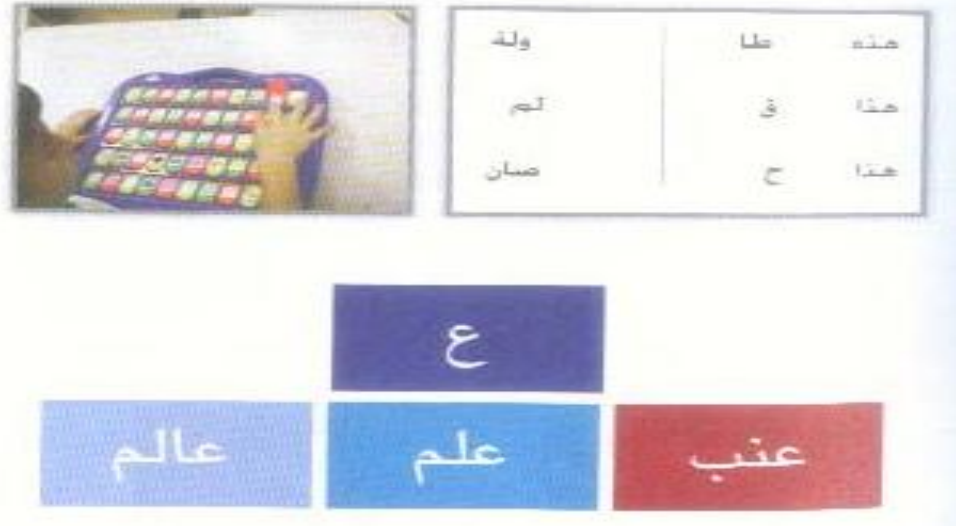 هذه طا ولة
هذا ق لم
هذا ح صان
ع
عنب علم عالم